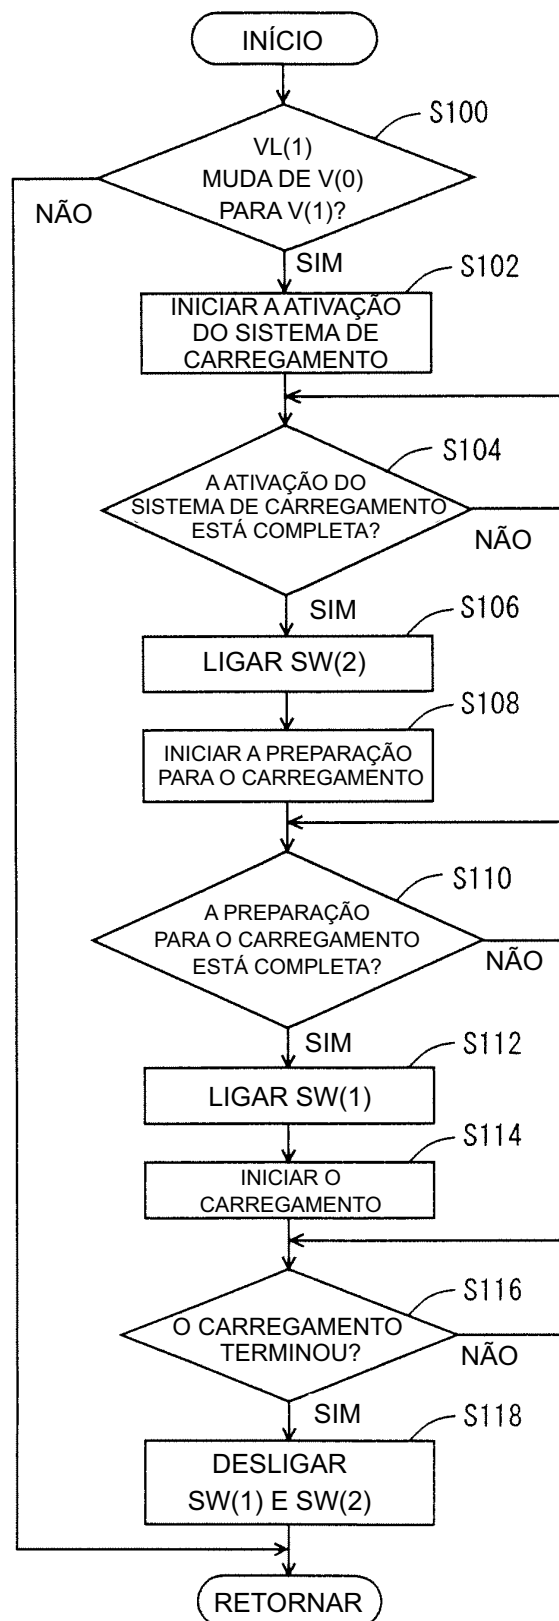 INÍCIO
S100
VL(1)
MUDA DE V(0)
PARA V(1)?
NÃO
SIM
S102
INICIAR A ATIVAÇÃO
DO SISTEMA DE
CARREGAMENTO
S104
A ATIVAÇÃO DO
SISTEMA DE CARREGAMENTO
ESTÁ COMPLETA?
NÃO
SIM
S106
LIGAR SW(2)
S108
INICIAR A PREPARAÇÃO
PARA O CARREGAMENTO
S110
A PREPARAÇÃO
PARA O CARREGAMENTO
ESTÁ COMPLETA?
NÃO
SIM
S112
LIGAR SW(1)
S114
INICIAR O
CARREGAMENTO
S116
O CARREGAMENTO
TERMINOU?
NÃO
SIM
S118
DESLIGAR
SW(1) E SW(2)
RETORNAR